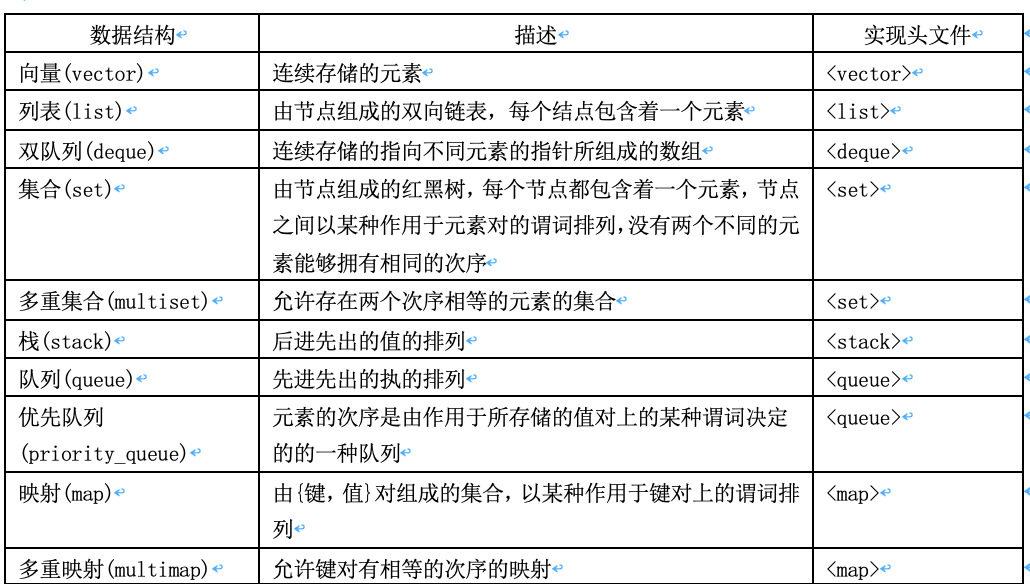 数据结构 描述 实现头文件
向量(vector) 连续存储的元素 <vector>
列表(list) 由节点组成的双向链表，每个结点包含着一个元素 <list>
双队列(deque) 连续存储的指向不同元素的指针所组成的数组 <deque>
集合(set) 由节点组成的红黑树，每个节点都包含着一个元素，节点 <set>
之间以某种作用于元素对的谓词排列，没有两个不同的元
素能够拥有相同的次序
多重集合(multiset) 允许存在两个次序相等的元素的集合 <set>
栈(stack) 后进先出的值的排列 <stack>
队列(queue) 先进先出的执的排列 <queue>
优先队列 元素的次序是由作用于所存储的值对上的某种谓词决定 <queue>
(priority_queue) 的的一种队列
映射(map) 由{键，值}对组成的集合，以某种作用于键对上的谓词排 <map>
列
多重映射(multimap) 允许键对有相等的次序的映射 <map>